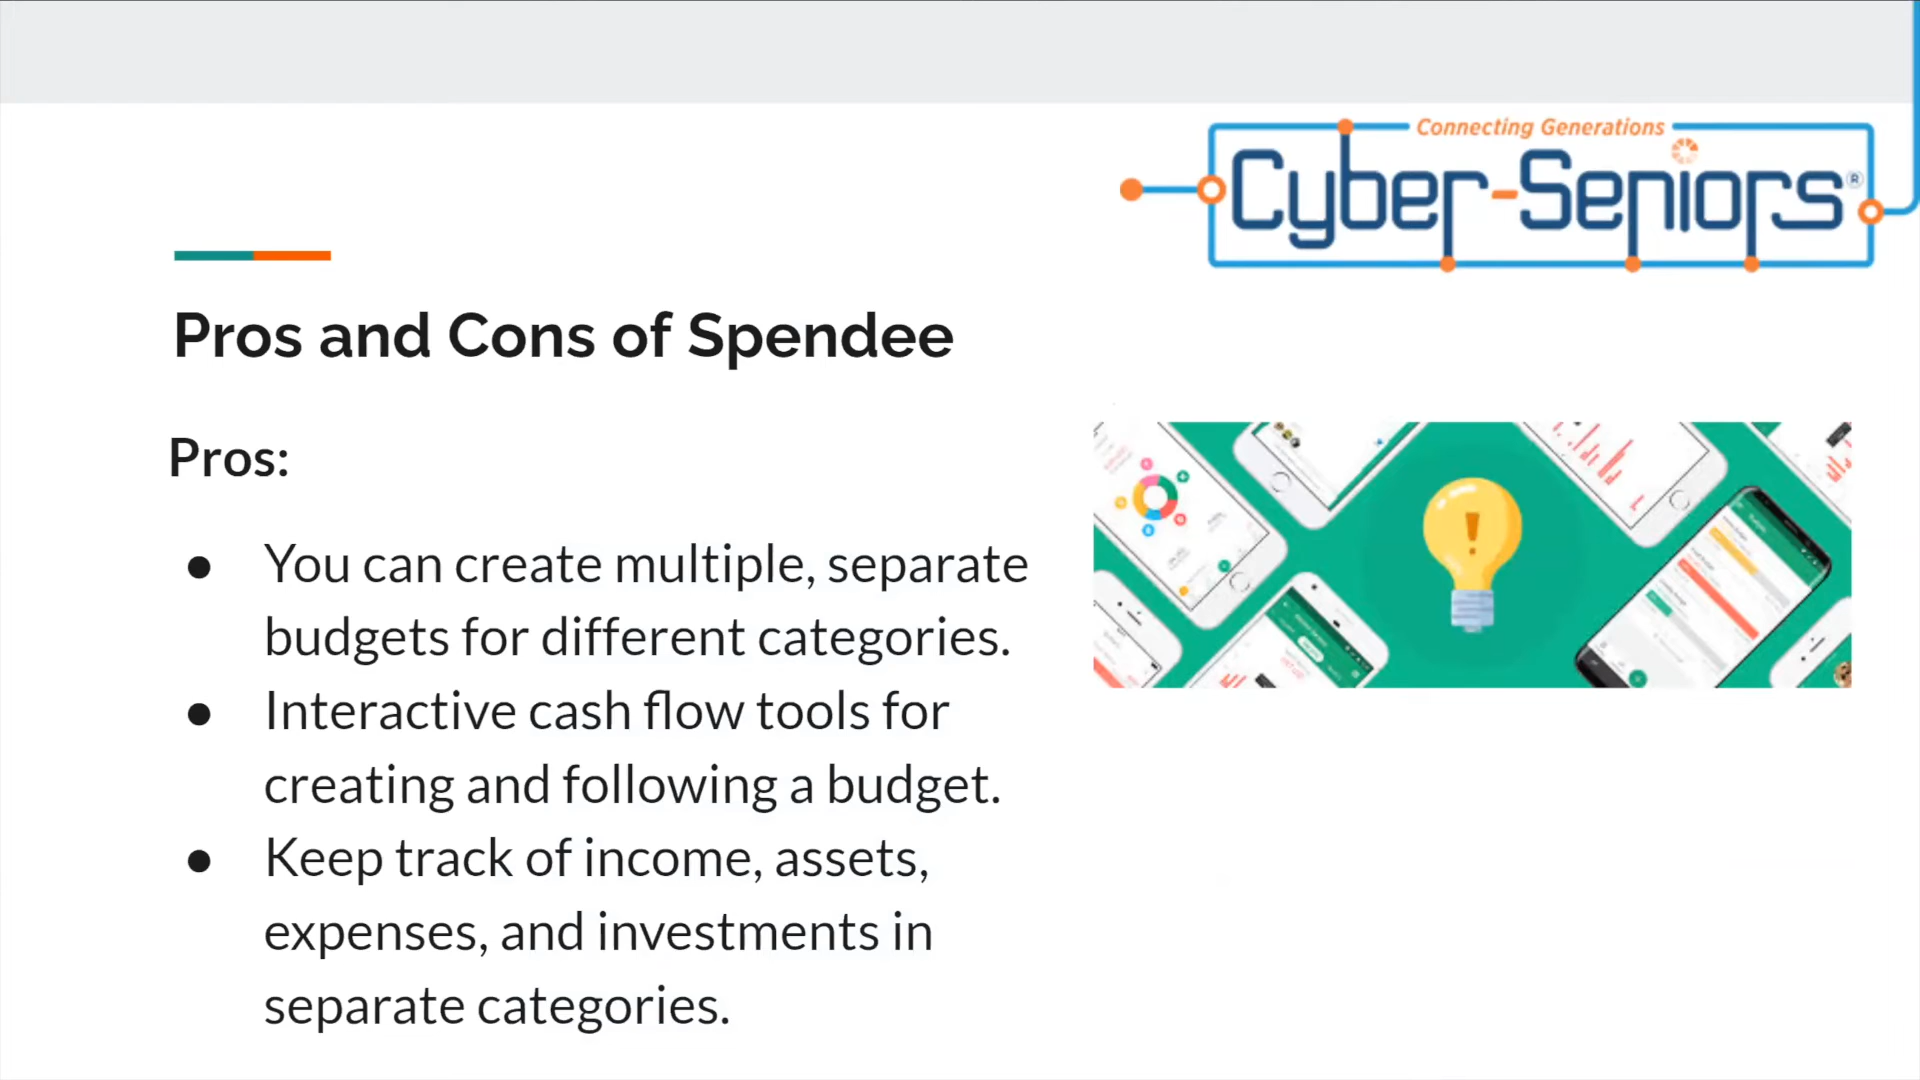 Connecting Generations
Cyber-Seniors®
Pros and Cons of Spendee
Pros:
● You can create multiple, separate
budgets for different categories.
● Interactive cash flow tools for
creating and following a budget.
● Keep track of income, assets,
expenses, and investments in
separate categories.